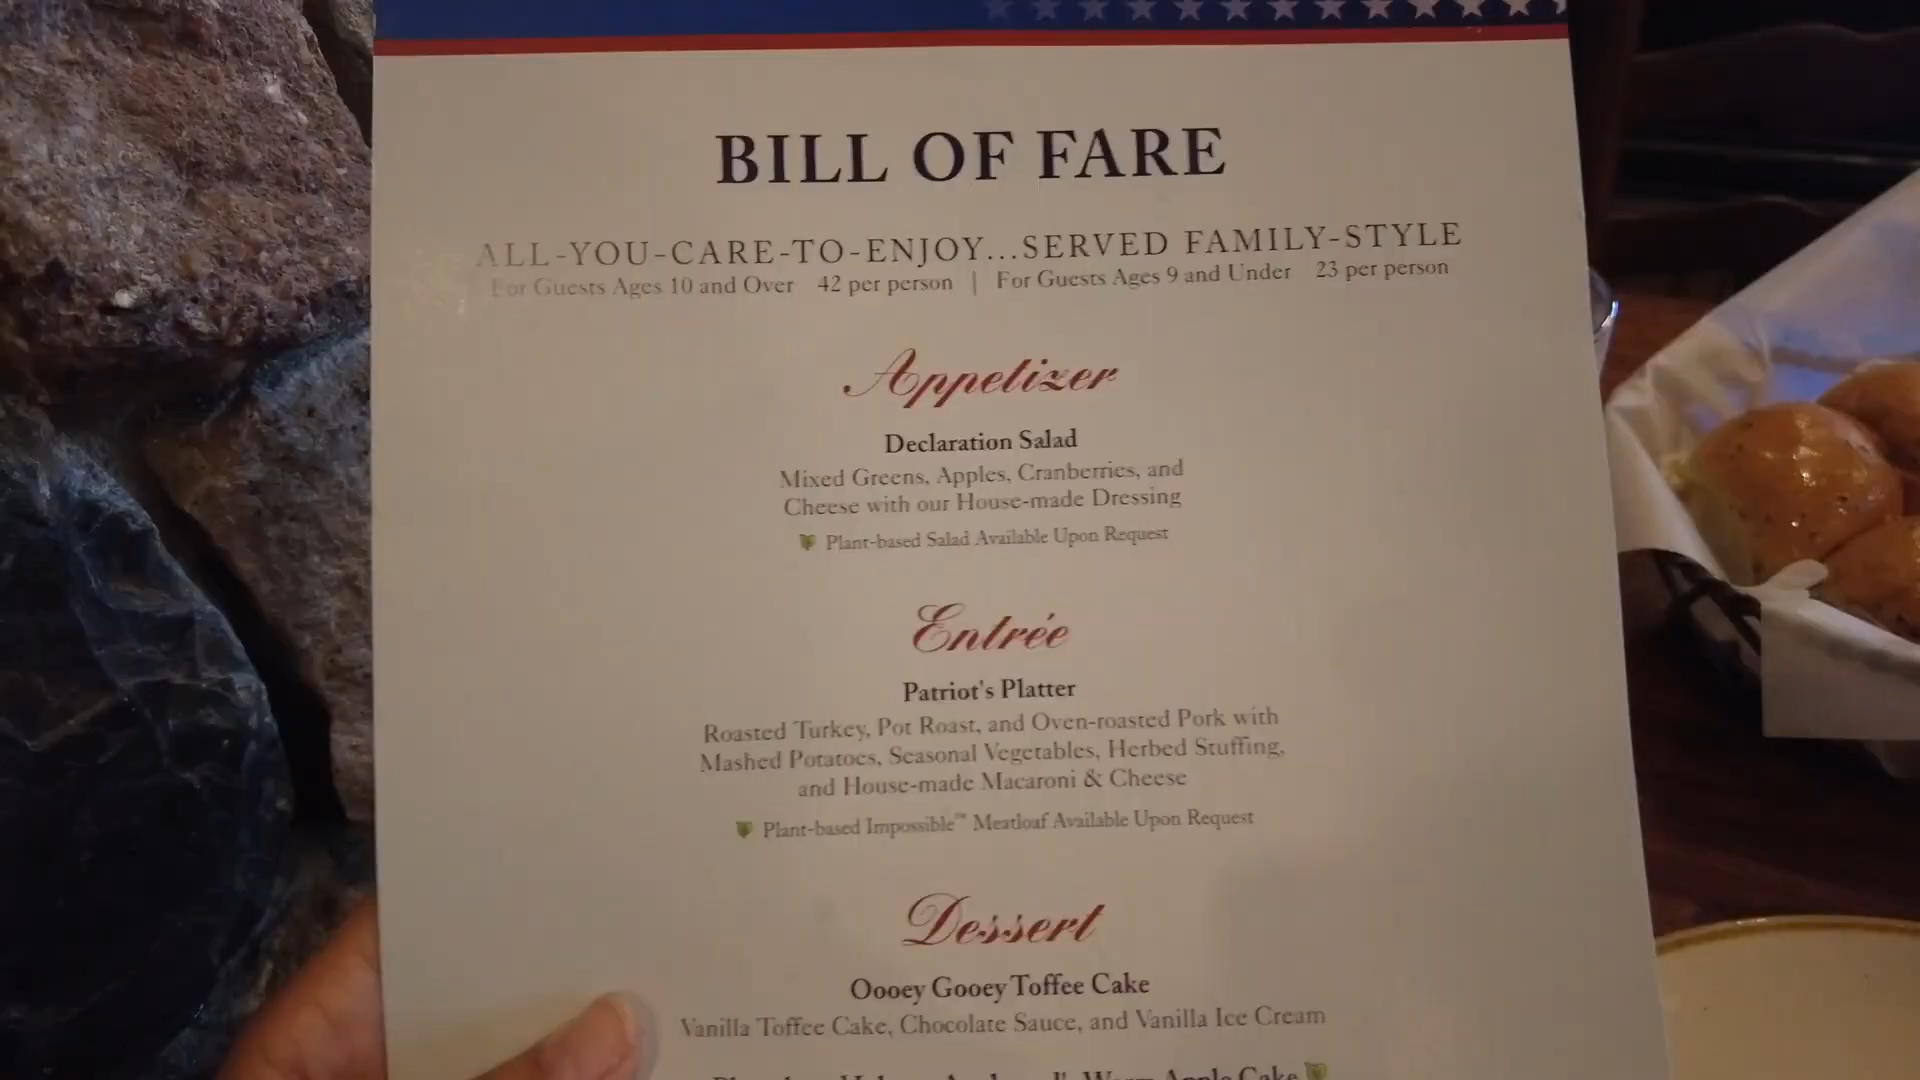 BILL OF FARE
ALL-YOU-CARE-TO-ENJOY...SERVED FAMILY-STYLE
For Guests Ages 10 and Over 42 per person | For Guests Ages 9 and Under 23 per person
Appetizer
Declaration Salad
Mixed Greens, Apples, Cranberries, and
Cheese with our House-made Dressing
Plant-based Salad Available Upon Request
Entrée
Patriot's Platter
Roasted Turkey, Pot Roast, and Oven-roasted Pork with
Mashed Potatoes, Seasonal Vegetables, Herbed Stuffing,
and House-made Macaroni & Cheese
Plant-based Impossible™ Meatloaf Available Upon Request
Dessert
Oooey Gooey Toffee Cake
Vanilla Toffee Cake, Chocolate Sauce, and Vanilla Ice Cream
Warm Apple Cake